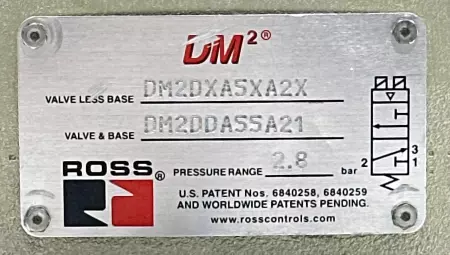 DM²®
VALVE LESS BASE DM2DXA5XA2X
VALVE & BASE DM2DDA55A21
ROSS® PRESSURE RANGE 2.8 bar
2 3
1
U.S. PATENT Nos. 6840258, 6840259
AND WORLDWIDE PATENTS PENDING.
www.rosscontrols.com